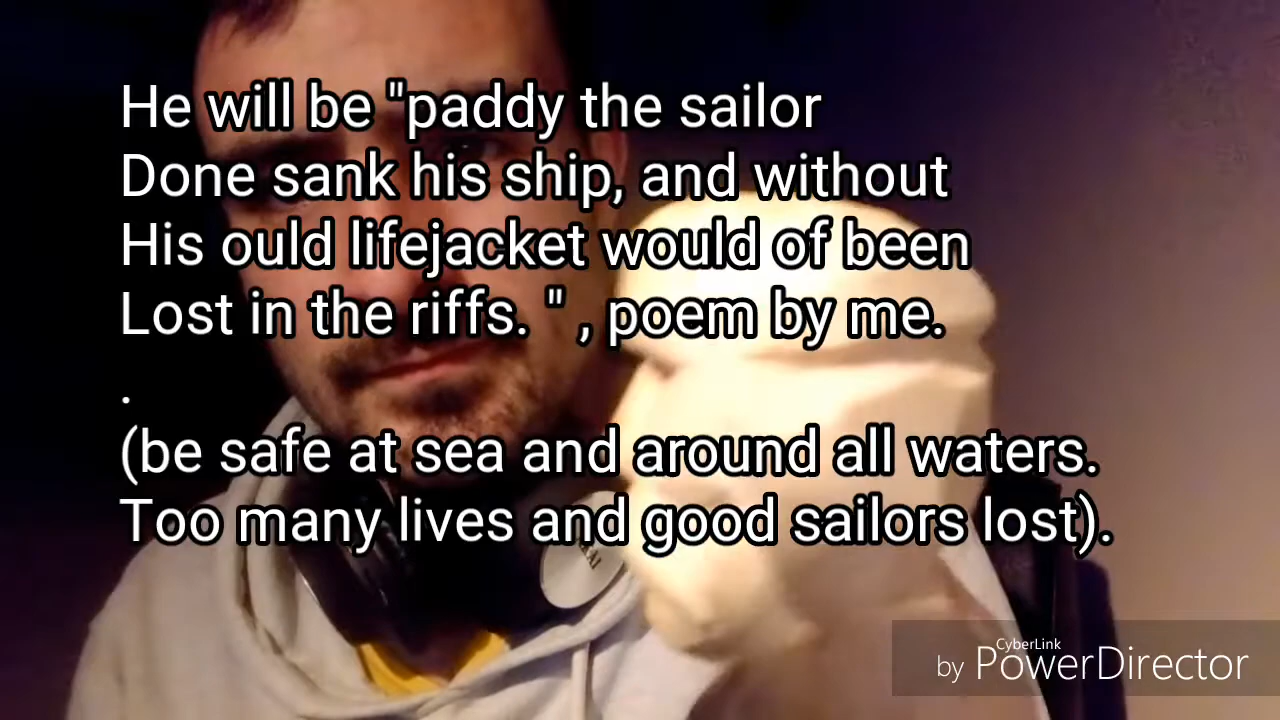 He will be "paddy the sailor
Done sank his ship, and without
His ould lifejacket would of been
Lost in the riffs. " , poem by me.
.
(be safe at sea and around all waters.
Too many lives and good sailors lost).
CyberLink
by PowerDirector